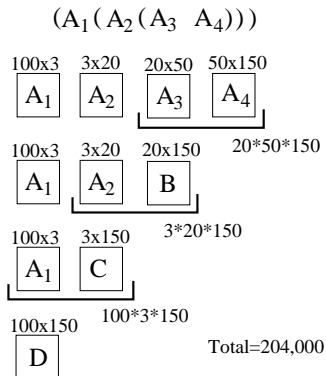 (A1(A2(A3 A4)))
100x3 3x20 20x50 50x150
A1 A2 A3 A4
20*50*150
100x3 3x20 20x150
A1 A2 B
3*20*150
100x3 3x150
A1 C
100*3*150
100x150
D Total=204,000